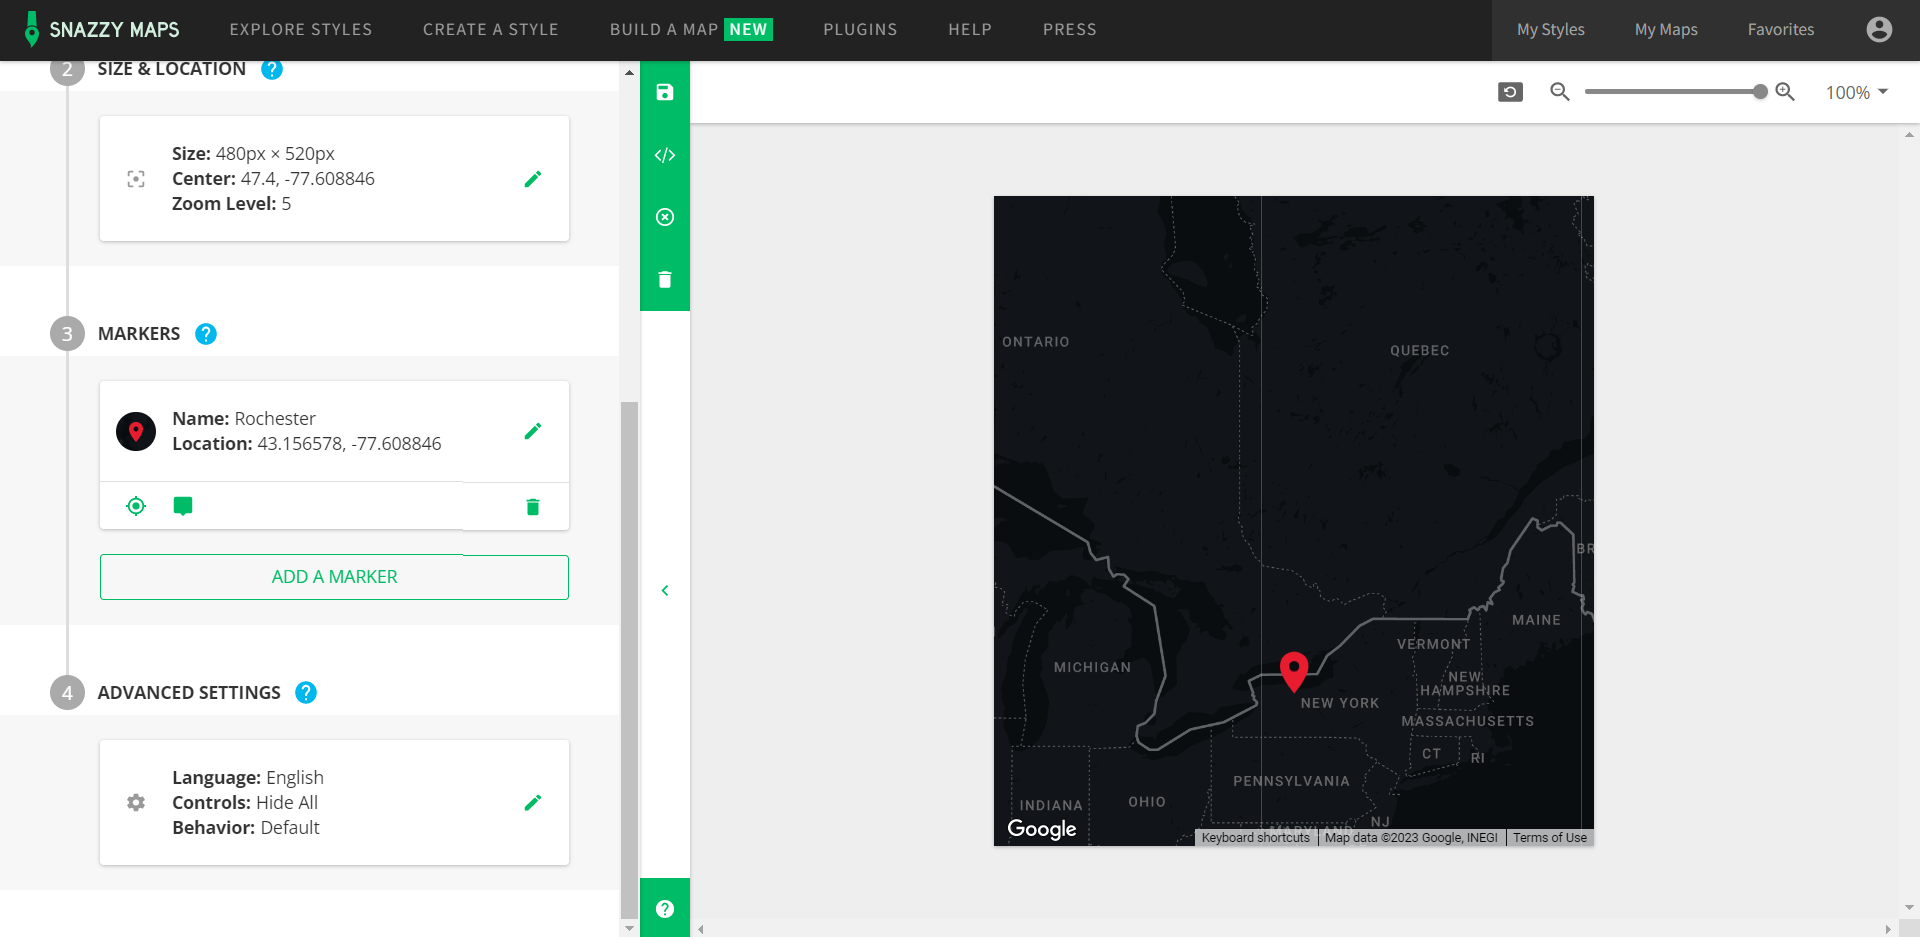 SNAZZY MAPS
EXPLORE STYLES
CREATE A STYLE
BUILD A MAP NEW
PLUGINS
HELP
PRESS
My Styles
My Maps
Favorites
2 SIZE & LOCATION ?
Size: 480px × 520px
Center: 47.4, -77.608846
Zoom Level: 5
3 MARKERS ?
Name: Rochester
Location: 43.156578, -77.608846
ADD A MARKER
4 ADVANCED SETTINGS ?
Language: English
Controls: Hide All
Behavior: Default
</>
?
100%
ONTARIO
QUEBEC
BR
MAINE
VERMONT
MICHIGAN
NEW
HAMPSHIRE
NEW YORK
MASSACHUSETTS
CT
RI
PENNSYLVANIA
INDIANA
OHIO
NJ
MARYLAND
Google
Keyboard shortcuts
Map data ©2023 Google, INEGI
Terms of Use